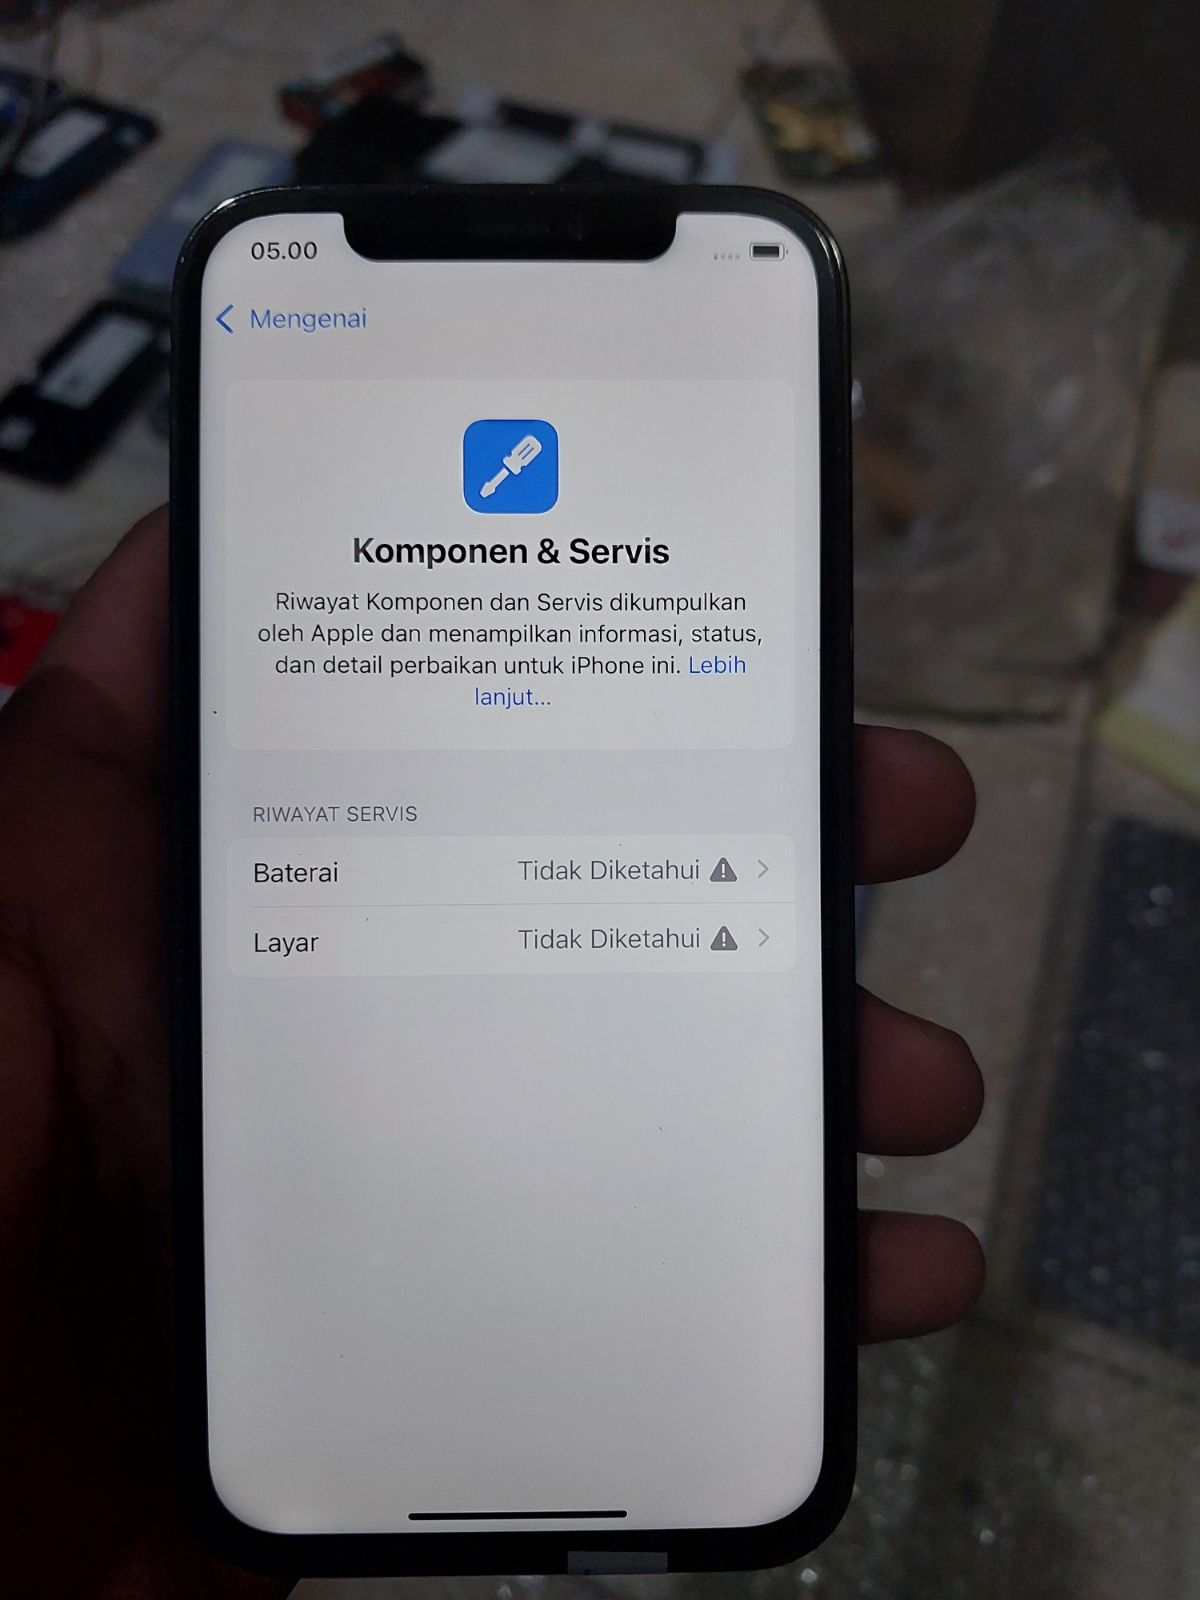 05.00
Mengenai
Komponen & Servis
Riwayat Komponen dan Servis dikumpulkan
oleh Apple dan menampilkan informasi, status,
dan detail perbaikan untuk iPhone ini. Lebih
lanjut...
RIWAYAT SERVIS
Baterai Tidak Diketahui
Layar Tidak Diketahui